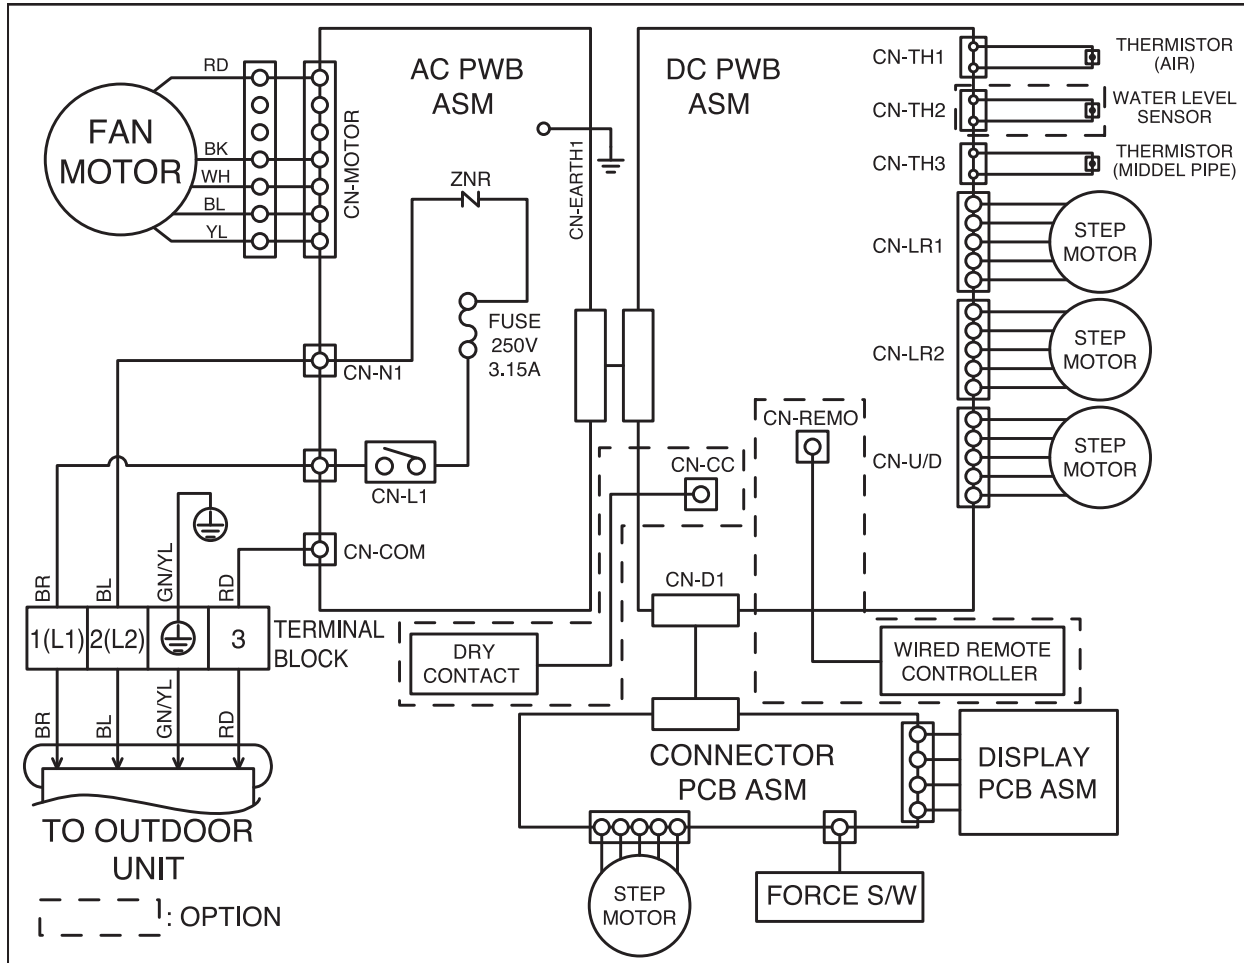 RD
FAN
MOTOR
BK
WH
BL
YL
CN-MOTOR
AC PWB
ASM
CN-EARTH1
ZNR
FUSE
250V
3.15A
CN-N1
CN-L1
CN-COM
DC PWB
ASM
CN-TH1
THERMISTOR
(AIR)
CN-TH2
WATER LEVEL
SENSOR
CN-TH3
THERMISTOR
(MIDDEL PIPE)
CN-LR1
STEP
MOTOR
CN-LR2
STEP
MOTOR
CN-U/D
STEP
MOTOR
CN-REMO
CN-CC
CN-D1
BR
BL
GN/YL
RD
1(L1)
2(L2)
3
TERMINAL
BLOCK
BR
BL
GN/YL
RD
TO OUTDOOR
UNIT
DRY
CONTACT
WIRED REMOTE
CONTROLLER
CONNECTOR
PCB ASM
DISPLAY
PCB ASM
STEP
MOTOR
FORCE S/W
: OPTION